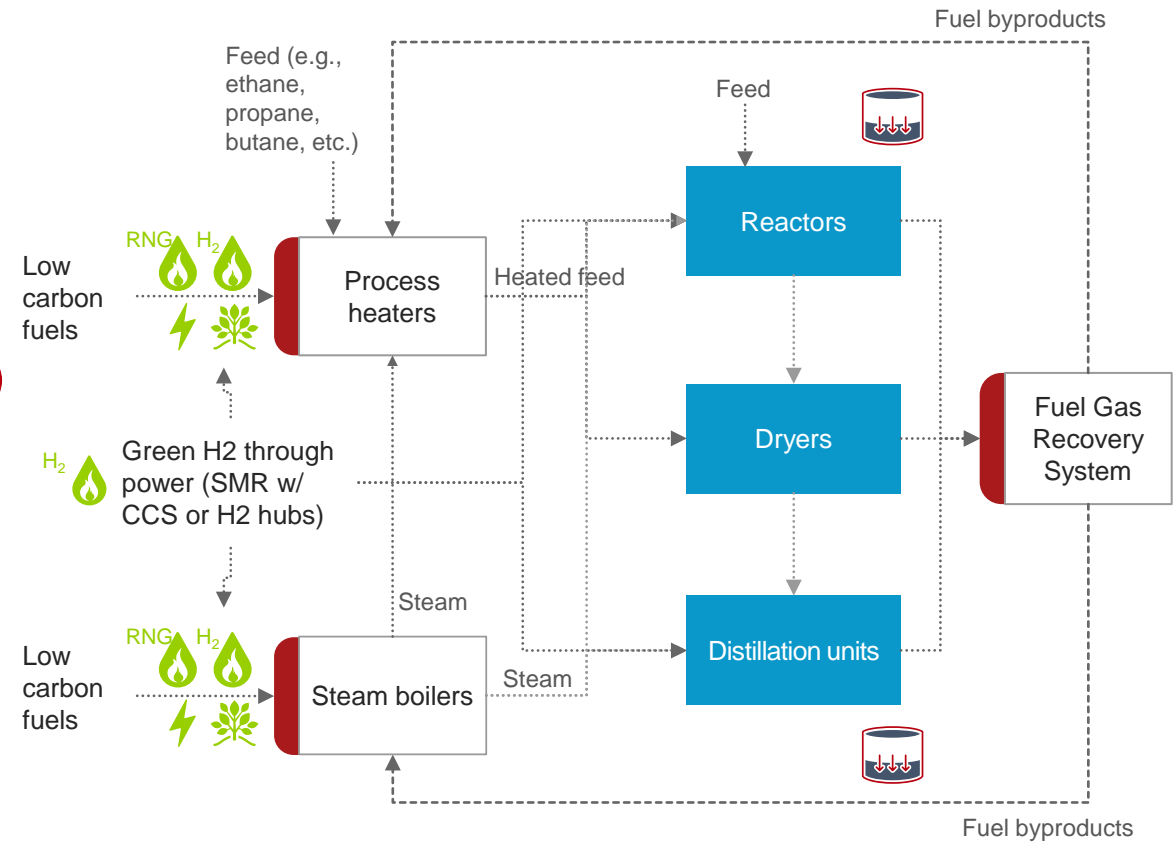 Fuel byproducts
Feed (e.g.,
ethane,
propane,
butane, etc.)
Feed
Reactors
RNG
H2
Low
carbon
fuels
Process
heaters
Heated feed
Dryers
Fuel Gas
Recovery
System
H2
Green H2 through
power (SMR w/
CCS or H2 hubs)
Steam
RNG
H2
Low
carbon
fuels
Steam boilers
Steam
Distillation units
Fuel byproducts